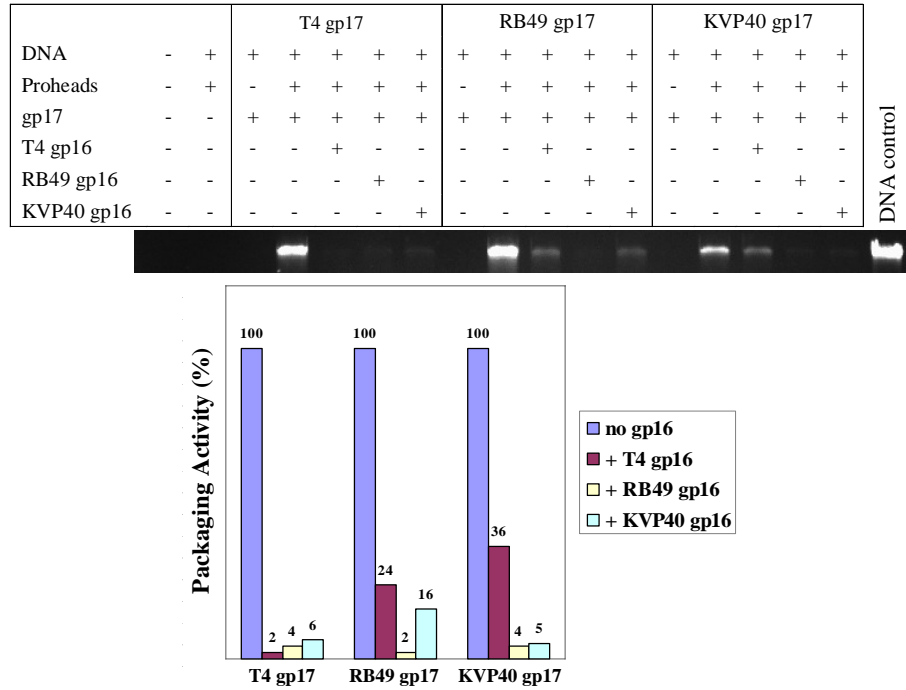 T4 gp17 RB49 gp17 KVP40 gp17
DNA - + + + + + + + + + + + + + + + +
Proheads - + - + + + + - + + + + - + + + +
gp17 - - + + + + + + + + + + + + + + +
T4 gp16 - - - - + - - - - + - - - - + - -
RB49 gp16 - - - - - + - - - - + - - - - + -
KVP40 gp16 - - - - - - + - - - - + - - - - +
DNA control
Packaging Activity (%)
100 100 100
2 4 6 24 2 16 36 4 5
T4 gp17 RB49 gp17 KVP40 gp17
no gp16
+ T4 gp16
+ RB49 gp16
+ KVP40 gp16